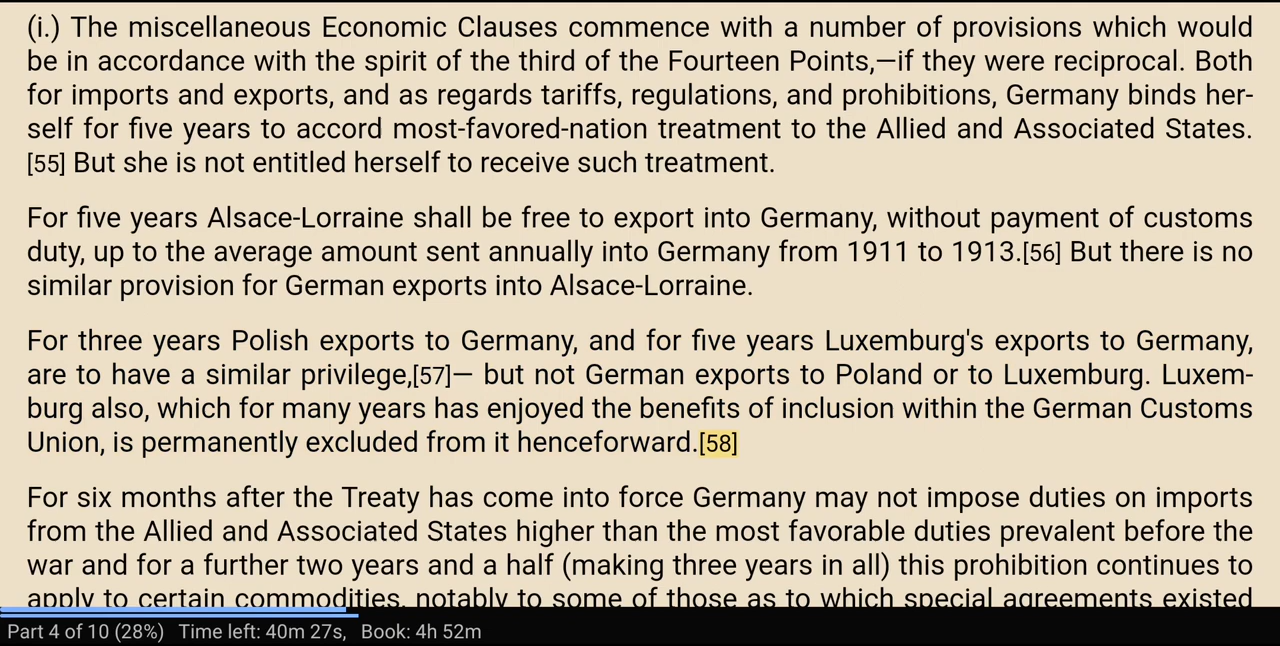 (i.) The miscellaneous Economic Clauses commence with a number of provisions which would
be in accordance with the spirit of the third of the Fourteen Points,—if they were reciprocal. Both
for imports and exports, and as regards tariffs, regulations, and prohibitions, Germany binds her-
self for five years to accord most-favored-nation treatment to the Allied and Associated States.
[55] But she is not entitled herself to receive such treatment.
For five years Alsace-Lorraine shall be free to export into Germany, without payment of customs
duty, up to the average amount sent annually into Germany from 1911 to 1913.[56] But there is no
similar provision for German exports into Alsace-Lorraine.
For three years Polish exports to Germany, and for five years Luxemburg's exports to Germany,
are to have a similar privilege,[57]— but not German exports to Poland or to Luxemburg. Luxem-
burg also, which for many years has enjoyed the benefits of inclusion within the German Customs
Union, is permanently excluded from it henceforward.[58]
For six months after the Treaty has come into force Germany may not impose duties on imports
from the Allied and Associated States higher than the most favorable duties prevalent before the
war and for a further two years and a half (making three years in all) this prohibition continues to
apply to certain commodities, notably to some of those as to which special agreements existed
Part 4 of 10 (28%) Time left: 40m 27s, Book: 4h 52m